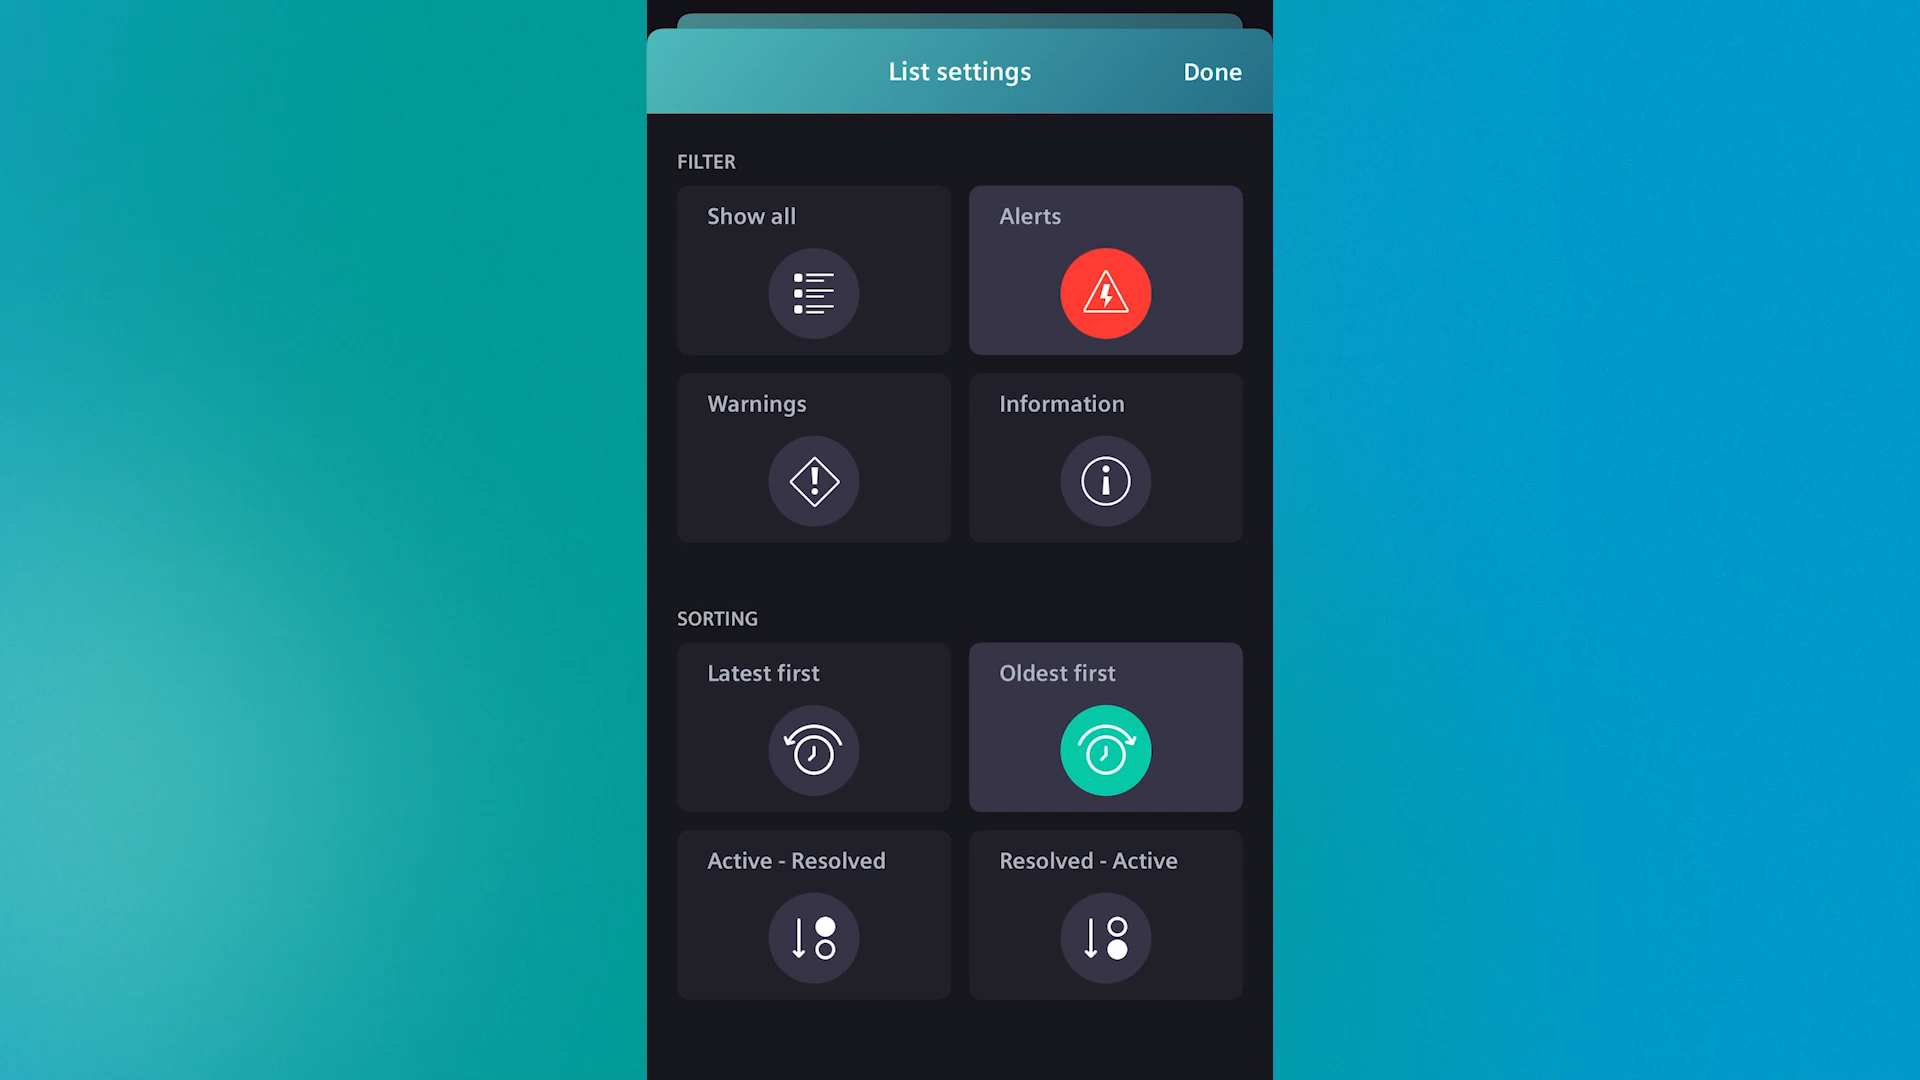 List settings
Done
FILTER
Show all
Alerts
Warnings
Information
SORTING
Latest first
Oldest first
Active - Resolved
Resolved - Active